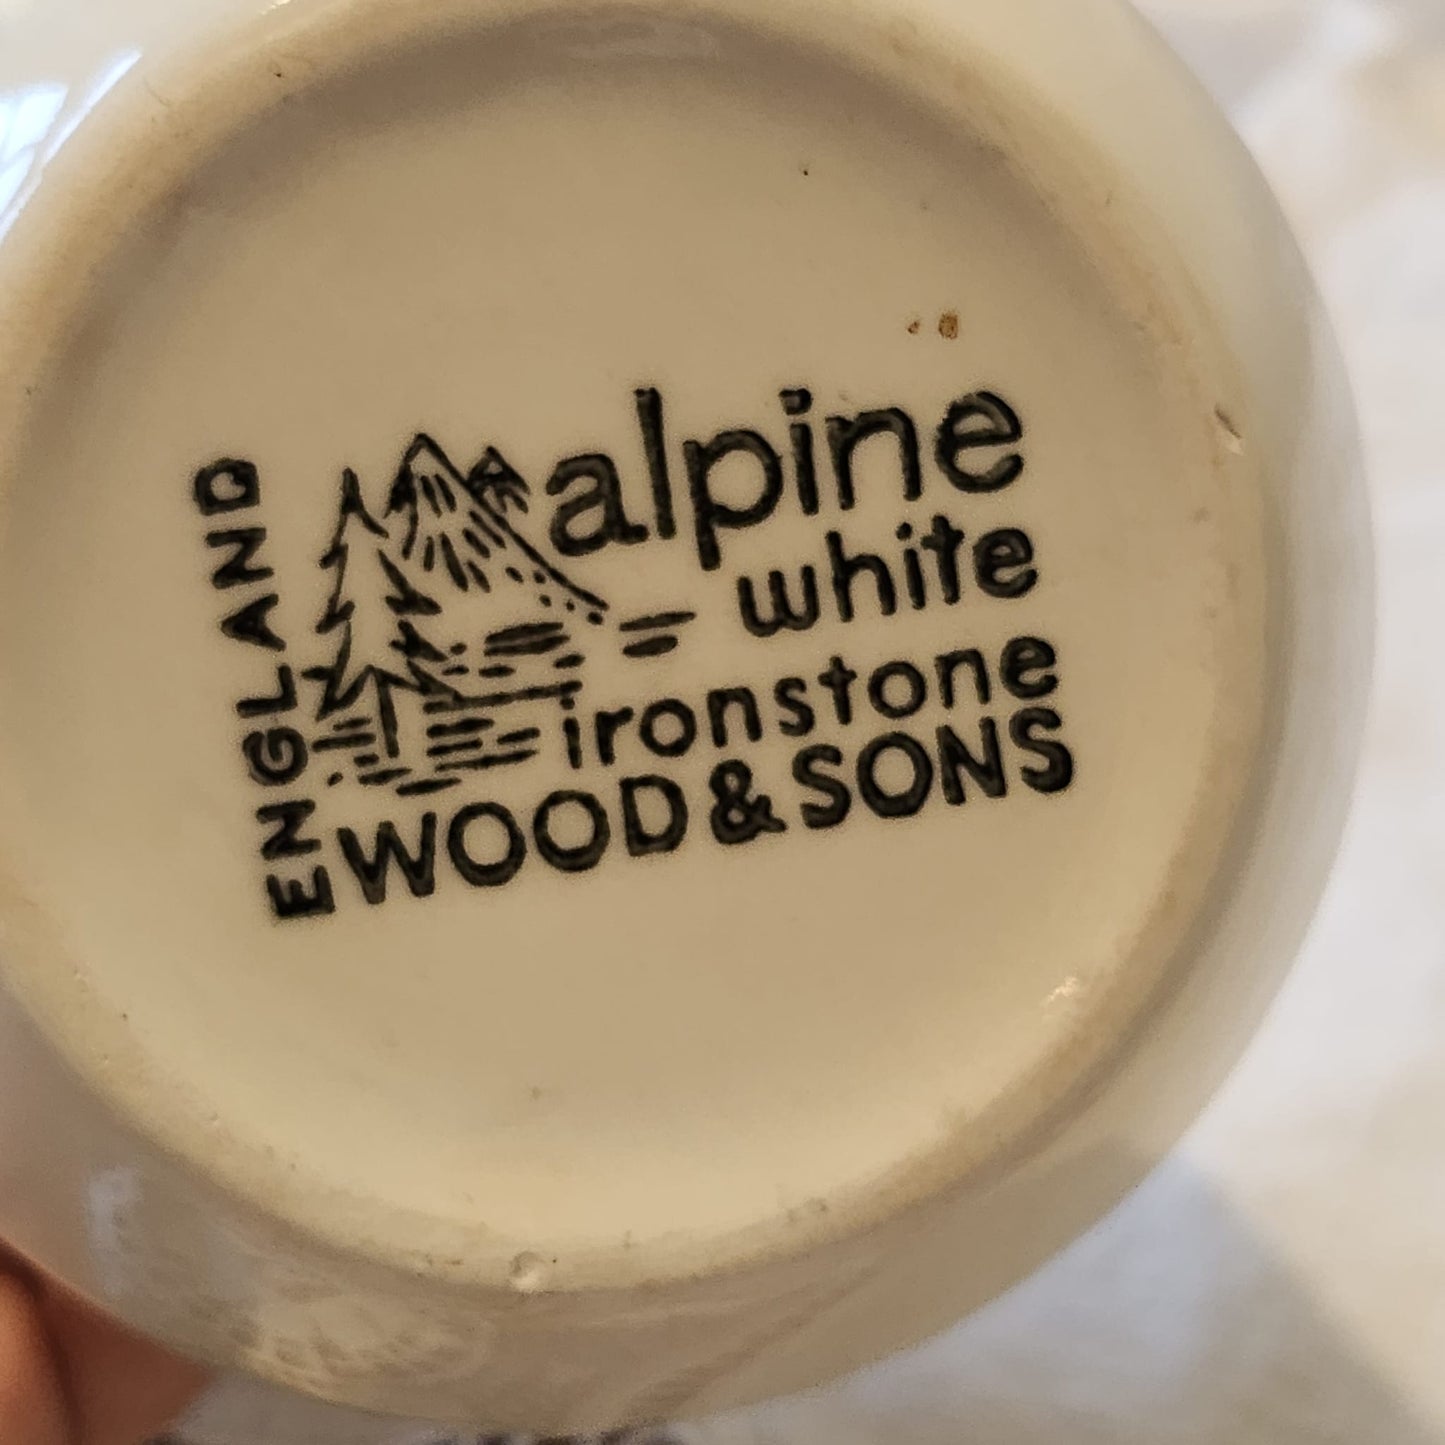 ENGLAND
alpine
white
ironstone
WOOD & SONS